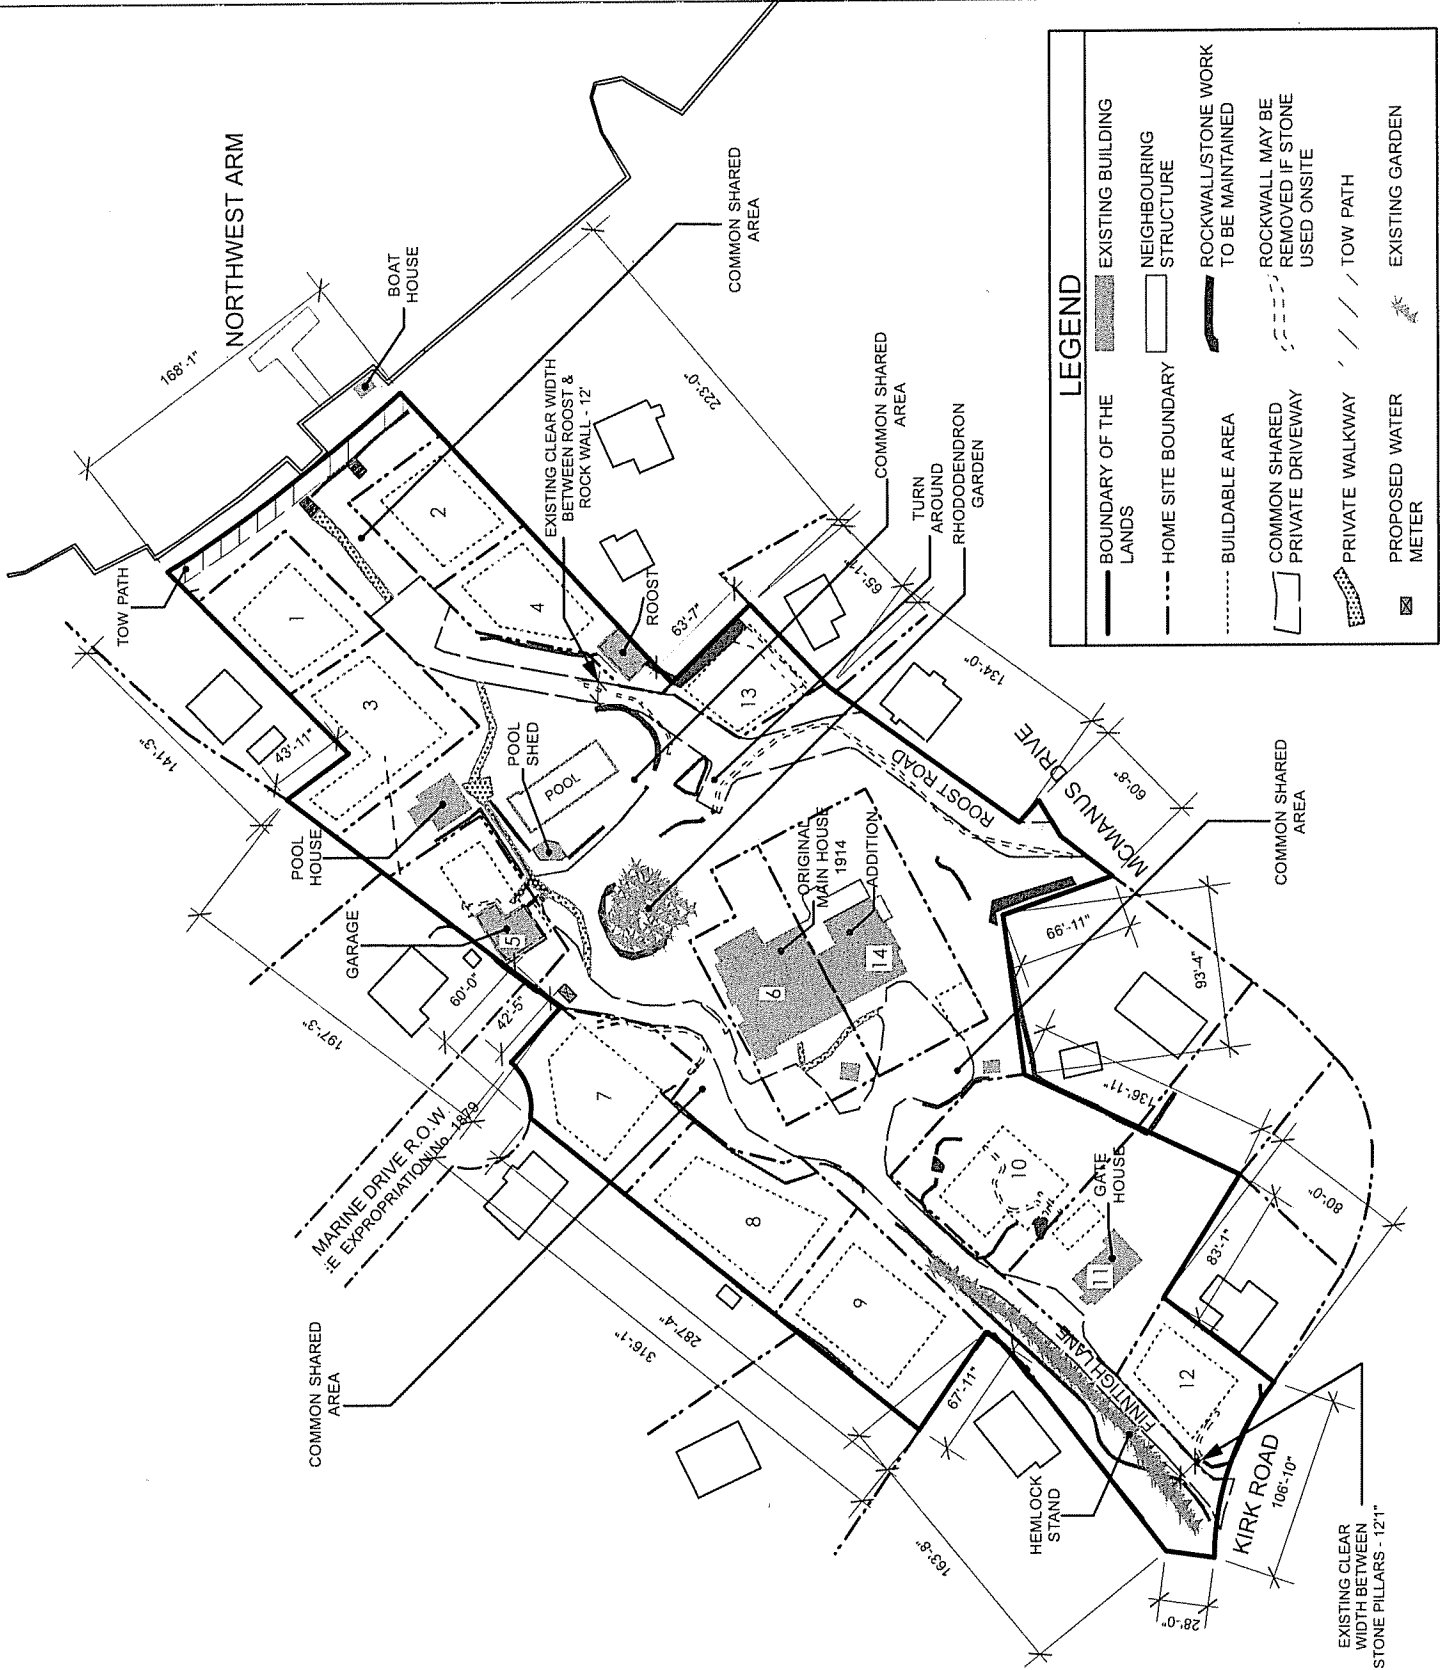 NORTHWEST ARM
168'-1"
BOAT
HOUSE
COMMON SHARED
AREA
TOW PATH
EXISTING CLEAR WIDTH
BETWEEN ROOST &
ROCK WALL - 12'
223'-0"
1
2
3
4
141'-3"
43'-11"
ROOST
63'-7"
65'-1"
COMMON SHARED
AREA
TURN
AROUND
RHODODENDRON
GARDEN
13
134'-0"
POOL
SHED
POOL
POOL
HOUSE
GARAGE
5
ROOST ROAD
MCMANUS DRIVE
60'-8"
ORIGINAL
MAIN HOUSE
1914
ADDITION
6
14
COMMON SHARED
AREA
66'-11"
93'-4"
197'-3"
60'-0"
42'-5"
MARINE DRIVE R.O.W.
EXPROPRIATION No. 1879
7
8
9
10
136'-11"
GATE
HOUSE
11
80'-0"
83'-1"
COMMON SHARED
AREA
287'-4"
316'-1"
67'-11"
FINNTIGH LANE
12
HEMLOCK
STAND
163'-8"
KIRK ROAD
106'-10"
28'-0"
EXISTING CLEAR
WIDTH BETWEEN
STONE PILLARS - 12'1"
LEGEND
BOUNDARY OF THE
LANDS
HOME SITE BOUNDARY
BUILDABLE AREA
COMMON SHARED
PRIVATE DRIVEWAY
PRIVATE WALKWAY
PROPOSED WATER
METER
EXISTING BUILDING
NEIGHBOURING
STRUCTURE
ROCKWALL/STONE WORK
TO BE MAINTAINED
ROCKWALL MAY BE
REMOVED IF STONE
USED ONSITE
TOW PATH
EXISTING GARDEN